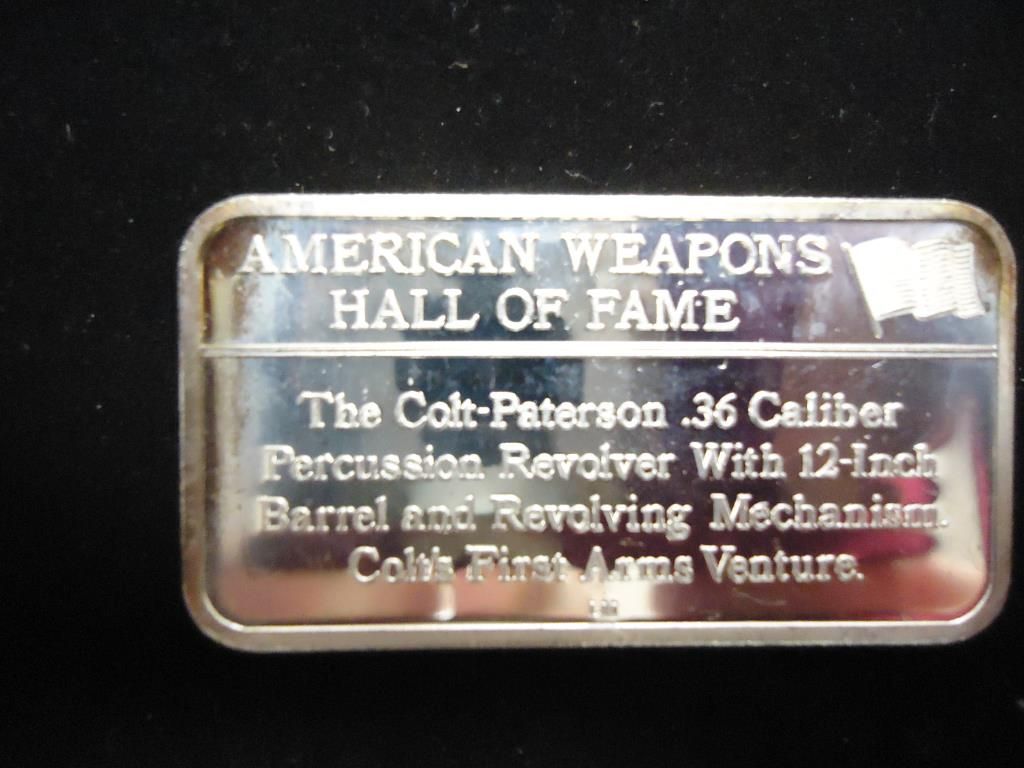 AMERICAN WEAPONS
HALL OF FAME
The Colt-Paterson .36 Caliber
Percussion Revolver With 12-Inch
Barrel and Revolving Mechanism.
Colt's First Arms Venture.